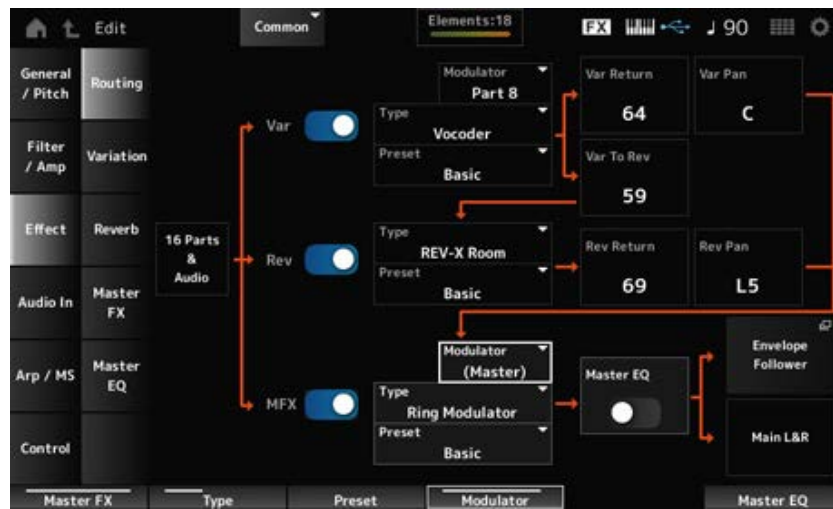 Edit
Common
Elements:18
FX
♩ 90
General
/ Pitch
Filter
/ Amp
Effect
Audio In
Arp / MS
Control
Routing
Variation
Reverb
Master
FX
Master
EQ
16 Parts
&
Audio
Var
Modulator
Part 8
Type
Vocoder
Preset
Basic
Var Return
64
Var Pan
C
Var To Rev
59
Rev
Type
REV-X Room
Preset
Basic
Rev Return
69
Rev Pan
L5
MFX
Modulator
(Master)
Type
Ring Modulator
Preset
Basic
Master EQ
Envelope
Follower
Main L&R
Master FX
Type
Preset
Modulator
Master EQ